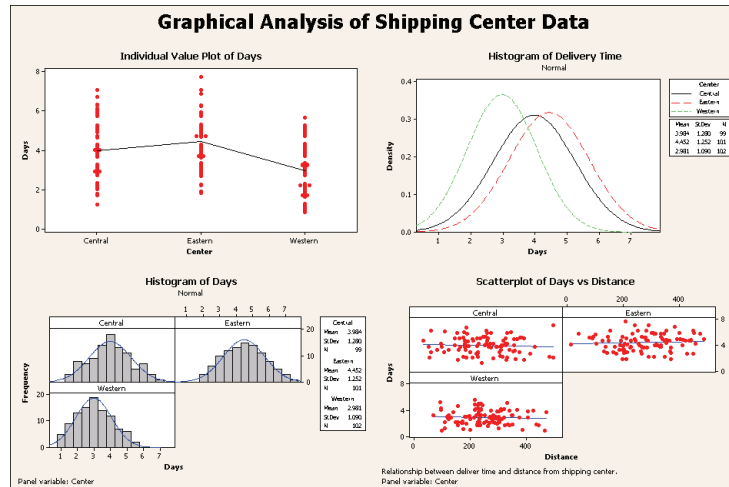 Graphical Analysis of Shipping Center Data
Individual Value Plot of Days
8
6
4
2
0
Days
Central
Eastern
Western
Center
Histogram of Delivery Time
Normal
0.4
0.3
0.2
0.1
0.0
Density
1 2 3 4 5 6 7
Days
Center
Central
Eastern
Western
Mean StDev N
3.984 1.280 99
4.452 1.252 101
2.981 1.090 102
Histogram of Days
Normal
1 2 3 4 5 6 7
Central
Eastern
20
10
0
Western
20
10
0
Frequency
1 2 3 4 5 6 7
Days
Central
Mean 3.984
StDev 1.280
N 99
Eastern
Mean 4.452
StDev 1.252
N 101
Western
Mean 2.981
StDev 1.090
N 102
Panel variable: Center
Scatterplot of Days vs Distance
0 200 400
Central
Eastern
8
4
0
Western
8
4
0
Days
0 200 400
Distance
Relationship between deliver time and distance from shipping center.
Panel variable: Center